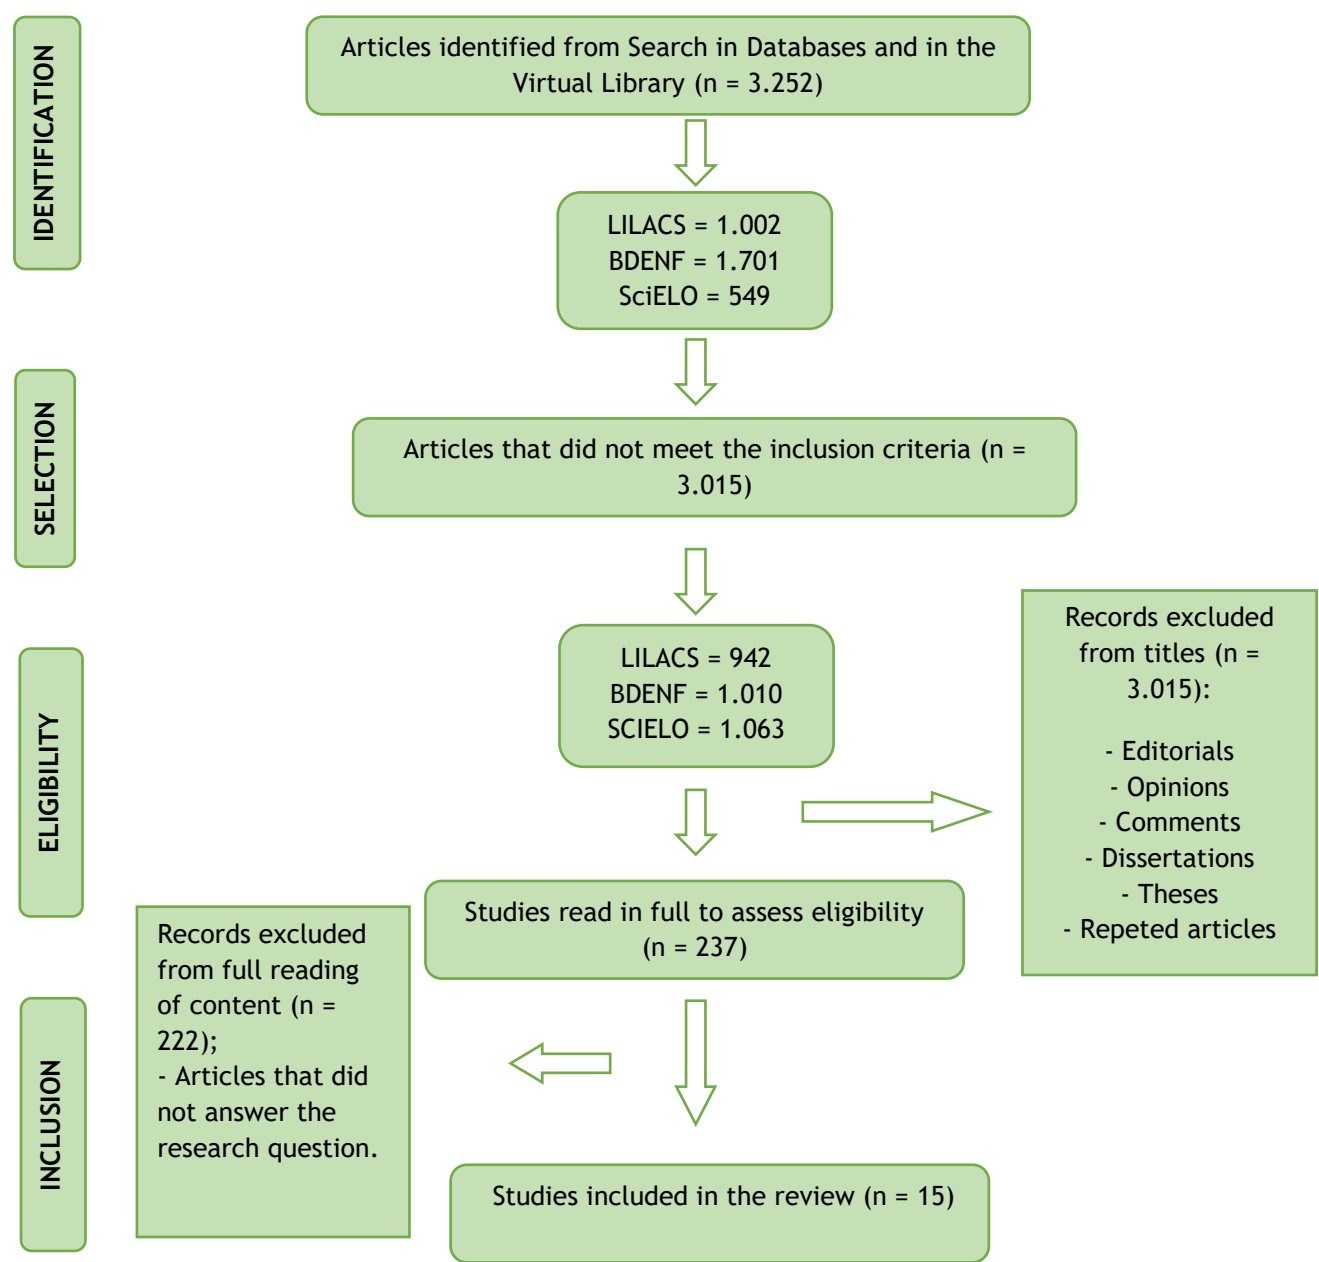 IDENTIFICATION
Articles identified from Search in Databases and in the
Virtual Library (n = 3.252)
LILACS = 1.002
BDENF = 1.701
SciELO = 549
SELECTION
Articles that did not meet the inclusion criteria (n =
3.015)
ELIGIBILITY
LILACS = 942
BDENF = 1.010
SCIELO = 1.063
Records excluded
from titles (n =
3.015):
- Editorials
- Opinions
- Comments
- Dissertations
- Theses
- Repeted articles
Studies read in full to assess eligibility
(n = 237)
Records excluded
from full reading
of content (n =
222);
- Articles that did
not answer the
research question.
INCLUSION
Studies included in the review (n = 15)